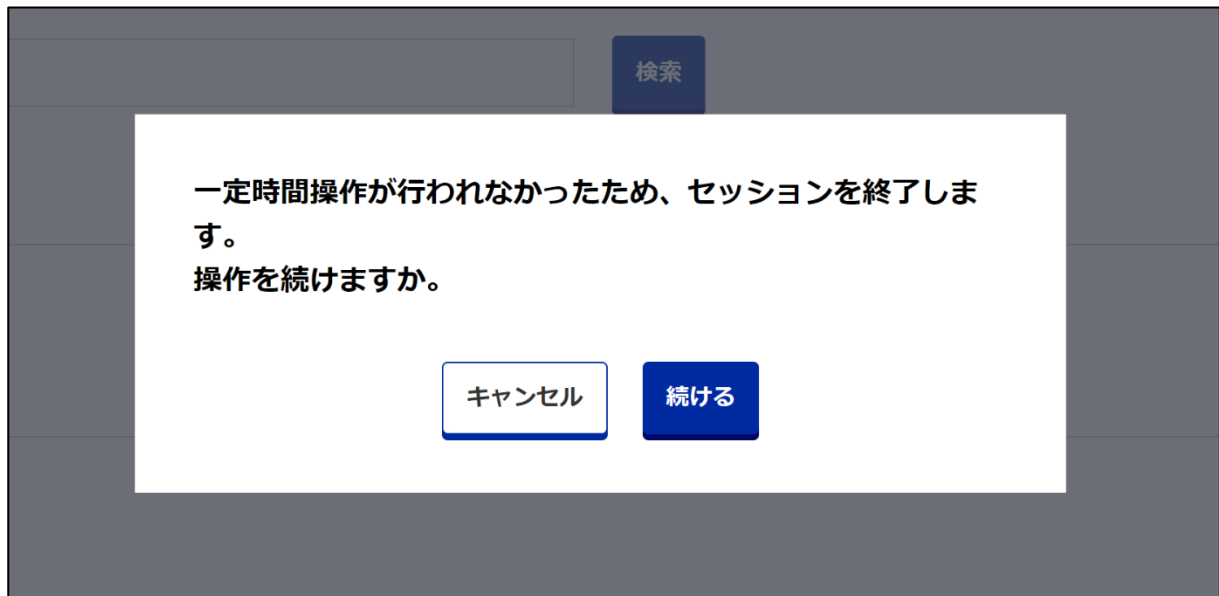 検索
一定時間操作が行われなかったため、セッションを終了しま
す。
操作を続けますか。
キャンセル
続ける